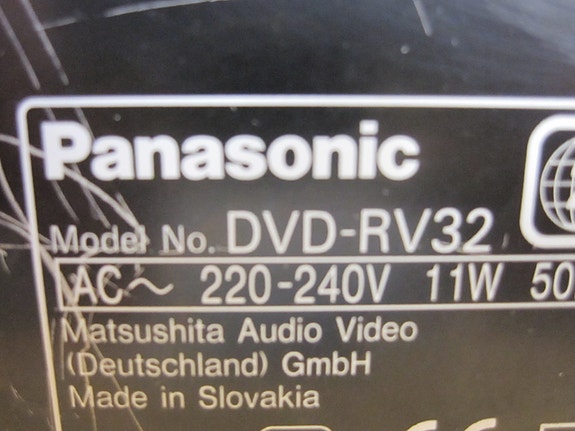 Panasonic
Model No. DVD-RV32
AC~ 220-240V 11W 50
Matsushita Audio Video
(Deutschland) GmbH
Made in Slovakia